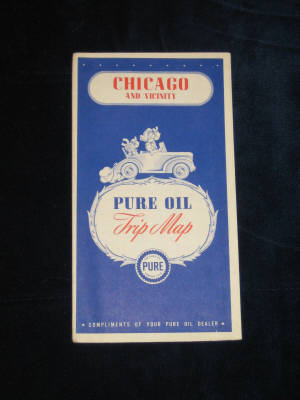 CHICAGO
AND VICINITY
PURE OIL
Trip Map
PURE
COMPLIMENTS OF YOUR PURE OIL DEALER